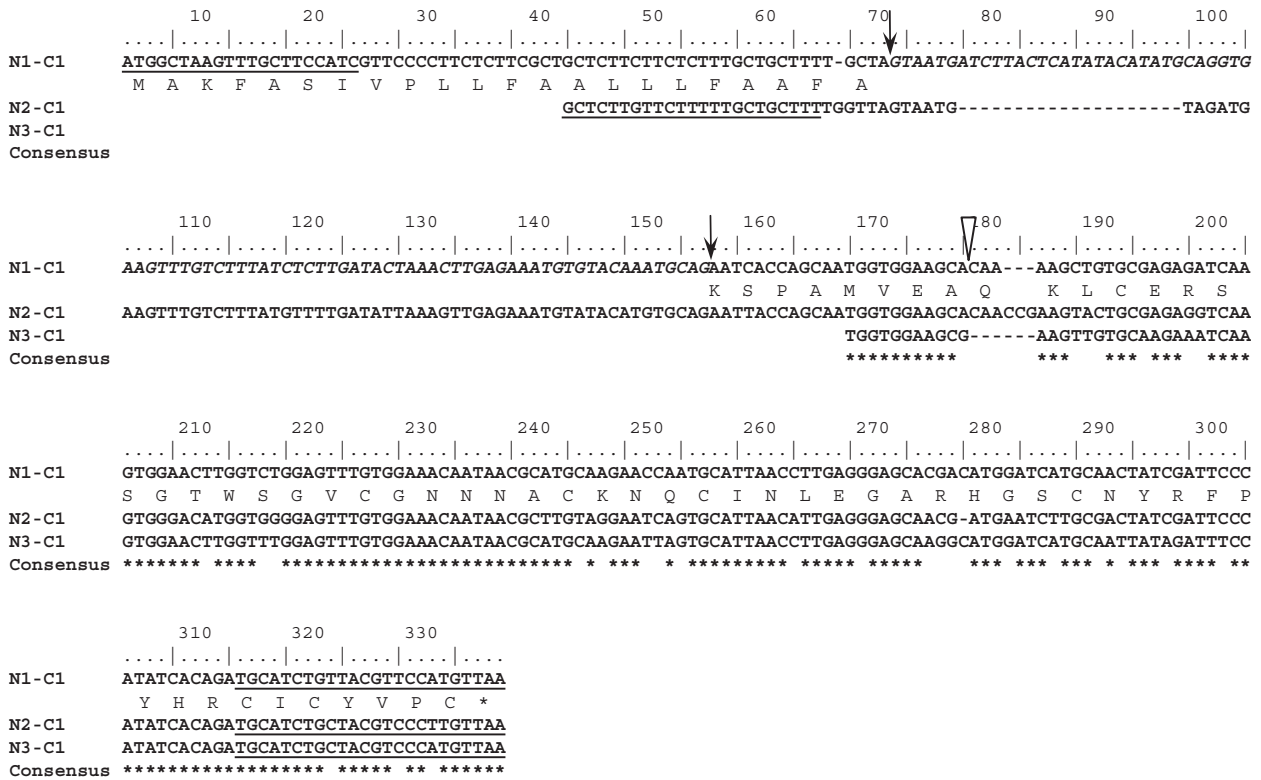 10 20 30 40 50 60 70 80 90 100
....|....|....|....|....|....|....|....|....|....|....|....|....|....|....|....|....|....|....|....|
N1-C1 ATGGCTAAGTTTGCTTCCATCGTTCCCCTTCTCTTCGCTGCTCTTCTTCTCTTTGCTGCTTTT-GCTAGTAATGATCTTACTCATATACATATGCAGGTG
M A K F A S I V P L L F A A L L L F A A F A
N2-C1 GCTCTTGTTCTTTTTGCTGCTTTTGGTTAGTAATG--------------------TAGATG
N3-C1
Consensus
110 120 130 140 150 160 170 180 190 200
....|....|....|....|....|....|....|....|....|....|....|....|....|....|....|....|....|....|....|....|
N1-C1 AAGTTTGTCTTTATCTCTTGATACTAAACTTGAGAAATGTGTACAAATGCAGAATCACCAGCAATGGTGGAAGCACAA---AAGCTGTGCGAGAGATCAA
K S P A M V E A Q K L C E R S
N2-C1 AAGTTTGTCTTTATGTTTTGATATTAAAGTTGAGAAATGTATACATGTGCAGAATTACCAGCAATGGTGGAAGCACAACCGAAGTACTGCGAGAGGTCAA
N3-C1 TGGTGGAAGCG------AAGTTGTGCAAGAAATCAA
Consensus ********** *** *** *** ****
210 220 230 240 250 260 270 280 290 300
....|....|....|....|....|....|....|....|....|....|....|....|....|....|....|....|....|....|....|....|
N1-C1 GTGGAACTTGGTCTGGAGTTTGTGGAAACAATAACGCATGCAAGAACCAATGCATTAACCTTGAGGGAGCACGACATGGATCATGCAACTATCGATTCCC
S G T W S G V C G N N N A C K N Q C I N L E G A R H G S C N Y R F P
N2-C1 GTGGGACATGGTGGGGAGTTTGTGGAAACAATAACGCTTGTAGGAATCAGTGCATTAACATTGAGGGAGCAACG-ATGAATCTTGCGACTATCGATTCCC
N3-C1 GTGGAACTTGGTTTGGAGTTTGTGGAAACAATAACGCATGCAAGAATTAGTGCATTAACCTTGAGGGAGCAAGGCATGGATCATGCAATTATAGATTTCC
Consensus ******* **** ************************** * *** * ********* ***** ***** *** *** *** * *** **** **
310 320 330
....|....|....|....|....|....|....
N1-C1 ATATCACAGATGCATCTGTTACGTTCCATGTTAA
Y H R C I C Y V P C *
N2-C1 ATATCACAGATGCATCTGCTACGTCCCTTGTTAA
N3-C1 ATATCACAGATGCATCTGCTACGTCCCATGTTAA
Consensus ****************** ***** ** ******